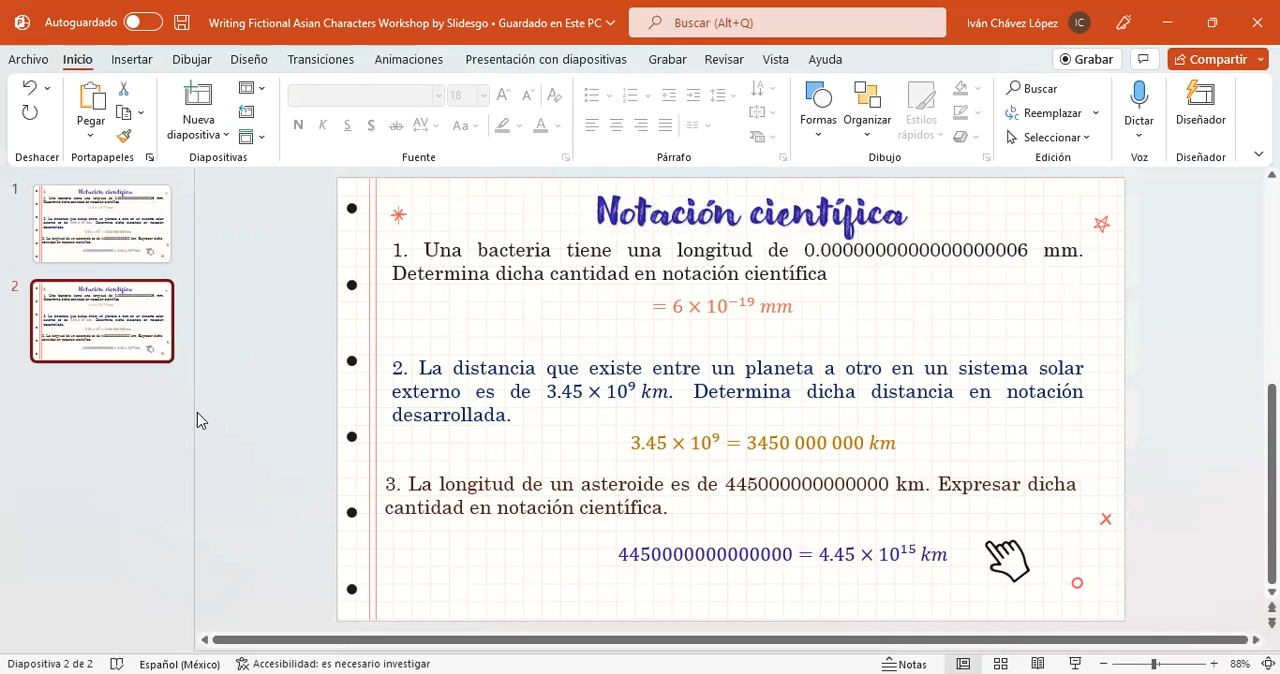 Autoguardado
Writing Fictional Asian Characters Workshop by Slidesgo • Guardado en Este PC
Buscar (Alt+Q)
Iván Chávez López
IC
Archivo Inicio Insertar Dibujar Diseño Transiciones Animaciones Presentación con diapositivas Grabar Revisar Vista Ayuda
Grabar
Compartir
18
Pegar
Nueva diapositiva
N K S S ab AV Aa A
Formas Organizar Estilos rápidos
Buscar
Reemplazar
Seleccionar
Dictar
Diseñador
Deshacer Portapapeles Diapositivas Fuente Párrafo Dibujo Edición Voz Diseñador
1
2
Notación científica
1. Una bacteria tiene una longitud de 0.0000000000000000006 mm.
Determina dicha cantidad en notación científica
= 6 × 10⁻¹⁹ mm
2. La distancia que existe entre un planeta a otro en un sistema solar
externo es de 3.45 × 10⁹ km. Determina dicha distancia en notación
desarrollada.
3.45 × 10⁹ = 3450 000 000 km
3. La longitud de un asteroide es de 445000000000000 km. Expresar dicha
cantidad en notación científica.
4450000000000000 = 4.45 × 10¹⁵ km
Diapositiva 2 de 2
Español (México)
Accesibilidad: es necesario investigar
Notas
88%